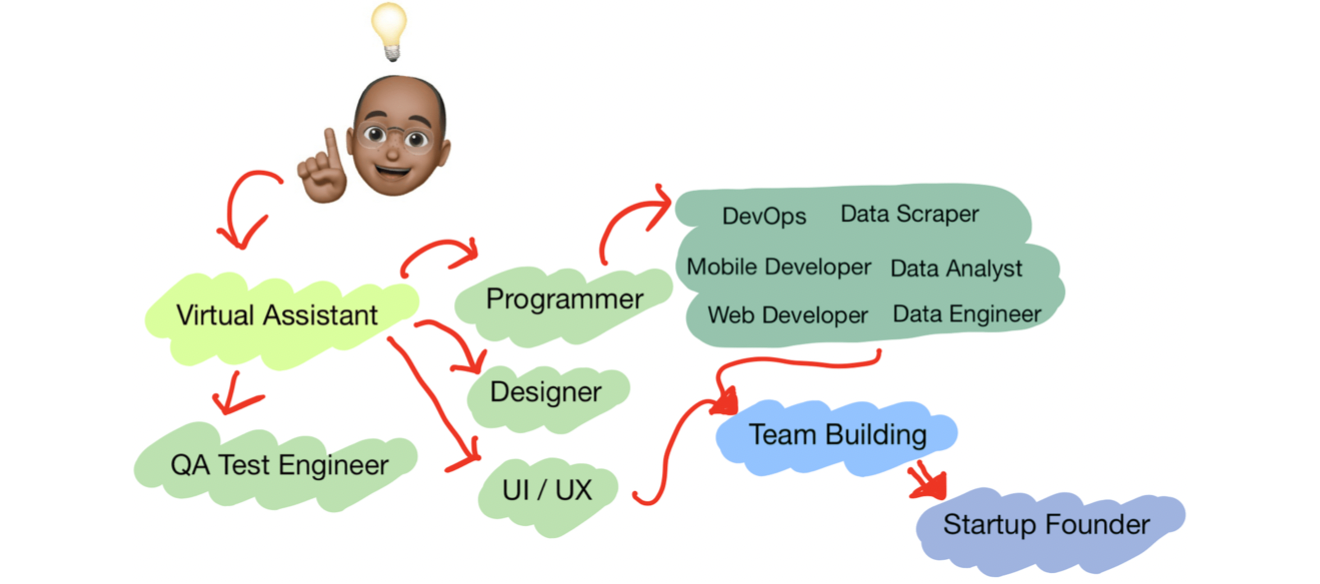 DevOps Data Scraper
Mobile Developer Data Analyst
Web Developer Data Engineer
Programmer
Virtual Assistant
Designer
Team Building
QA Test Engineer
UI / UX
Startup Founder